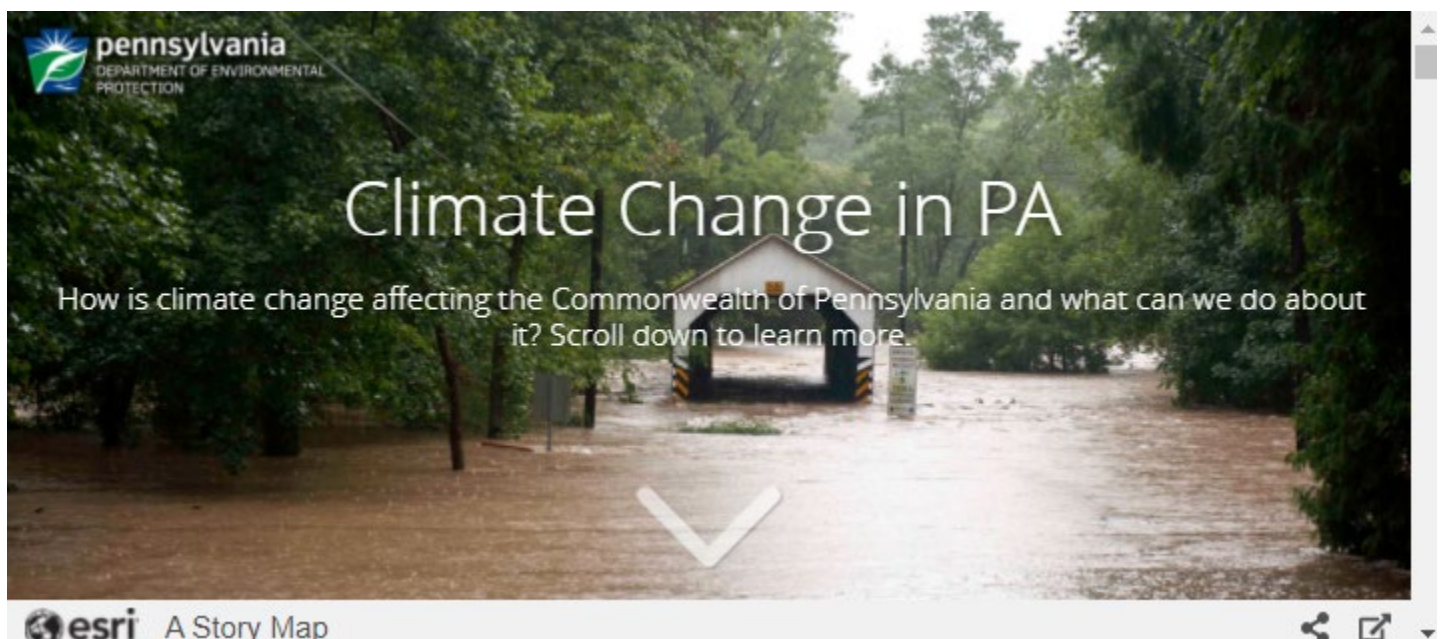 pennsylvania
DEPARTMENT OF ENVIRONMENTAL
PROTECTION
Climate Change in PA
How is climate change affecting the Commonwealth of Pennsylvania and what can we do about
it? Scroll down to learn more.
esri A Story Map